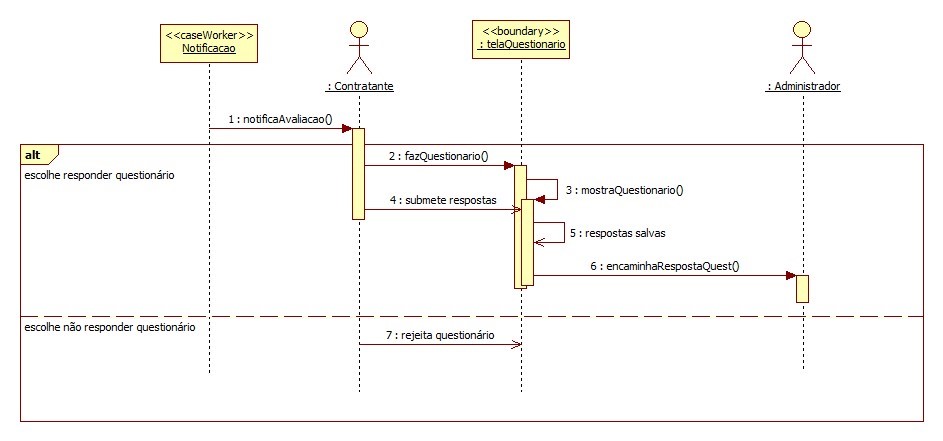 <<caseWorker>>
Notificacao
: Contratante
<<boundary>>
: telaQuestionario
: Administrador
1 : notificaAvaliacao()
alt
escolhe responder questionário
2 : fazQuestionario()
3 : mostraQuestionario()
4 : submete respostas
5 : respostas salvas
6 : encaminhaRespostaQuest()
escolhe não responder questionário
7 : rejeita questionário